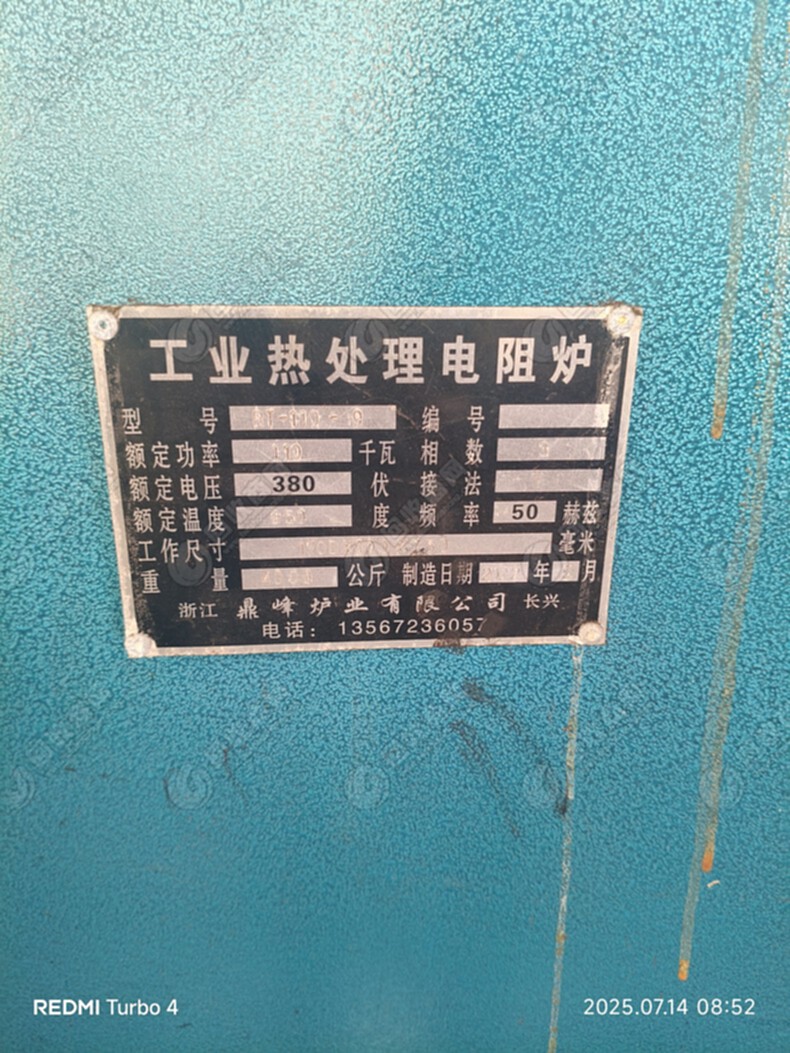 工业热处理电阻炉
型号 编号
额定功率 110 千瓦 相数 3
额定电压 380 伏 接法
额定温度 950 度 频率 50 赫兹
工作尺寸 毫米
重量 公斤 制造日期 年 月
浙江 鼎峰炉业有限公司 长兴
电话：13567236057
REDMI Turbo 4
2025.07.14 08:52